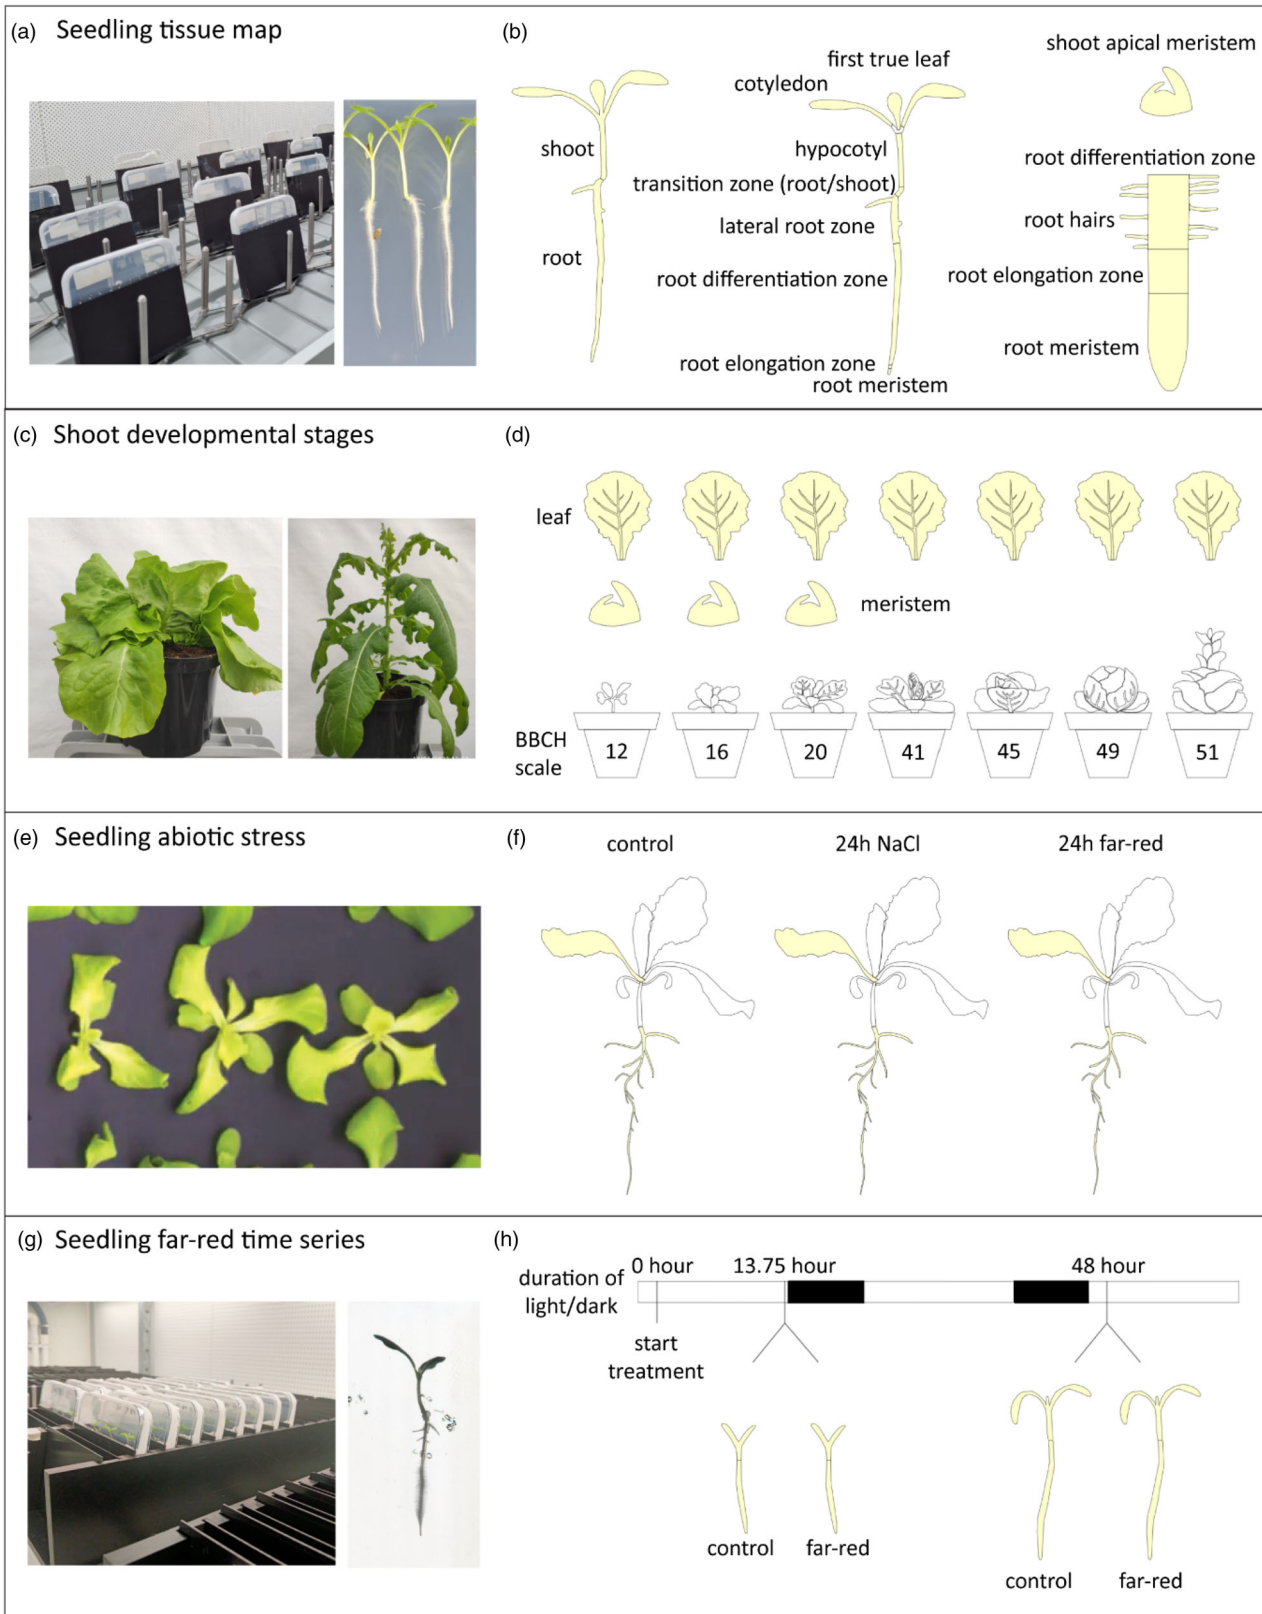 (a) Seedling tissue map
(b)
shoot
root
first true leaf
cotyledon
hypocotyl
transition zone (root/shoot)
lateral root zone
root differentiation zone
root elongation zone
root meristem
shoot apical meristem
root differentiation zone
root hairs
root elongation zone
root meristem
(c) Shoot developmental stages
(d)
leaf
meristem
BBCH
scale
12 16 20 41 45 49 51
(e) Seedling abiotic stress
(f)
control 24h NaCl 24h far-red
(g) Seedling far-red time series
(h)
duration of
light/dark
0 hour 13.75 hour 48 hour
start
treatment
control far-red
control far-red